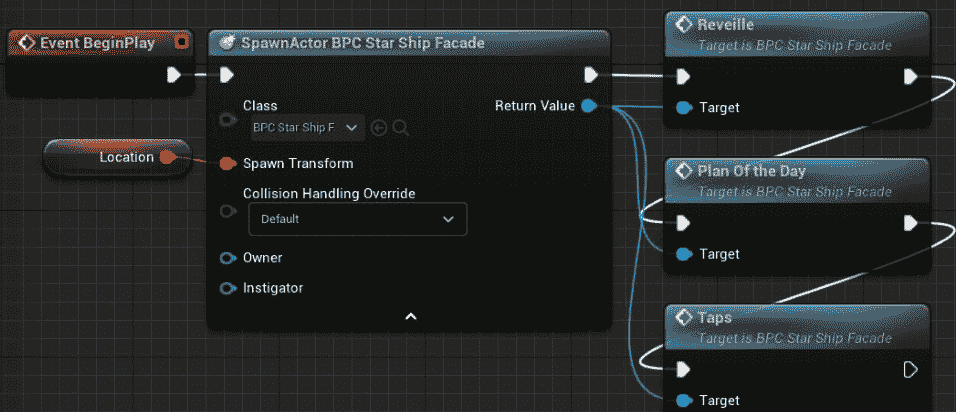 Event BeginPlay
SpawnActor BPC Star Ship Facade
Class
BPC Star Ship F
Return Value
Location
Spawn Transform
Collision Handling Override
Default
Owner
Instigator
Reveille
Target is BPC Star Ship Facade
Target
Plan Of the Day
Target is BPC Star Ship Facade
Target
Taps
Target is BPC Star Ship Facade
Target